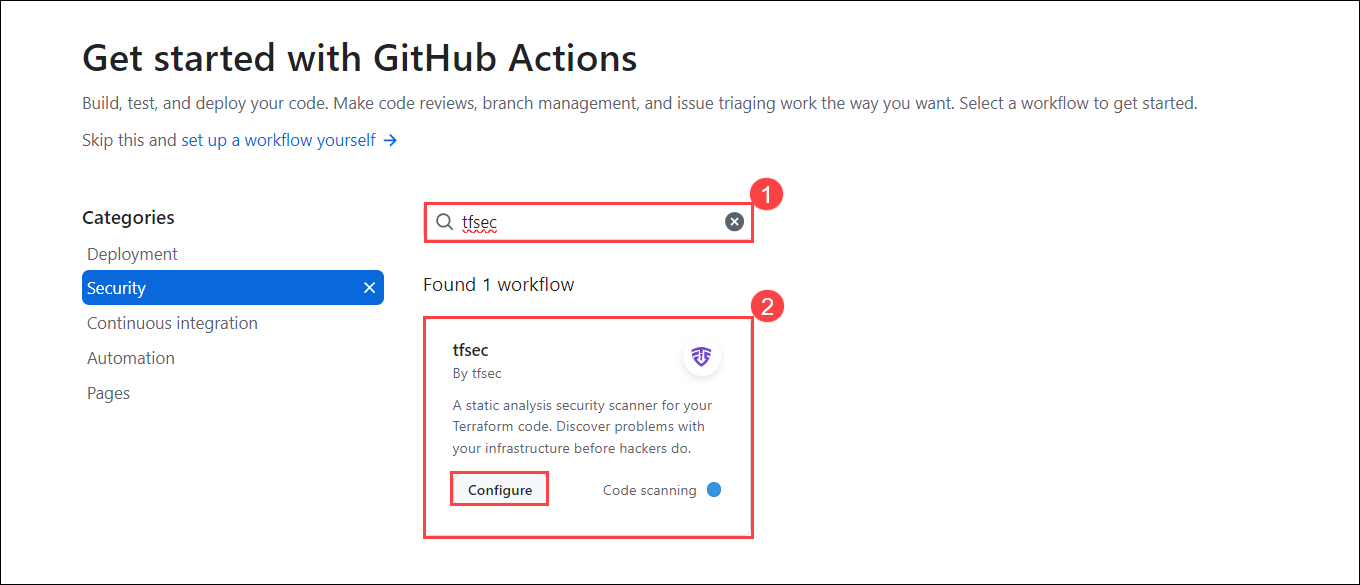 Get started with GitHub Actions
Build, test, and deploy your code. Make code reviews, branch management, and issue triaging work the way you want. Select a workflow to get started.
Skip this and set up a workflow yourself →
Categories
Deployment
Security
Continuous integration
Automation
Pages
1
tfsec
Found 1 workflow
2
tfsec
By tfsec
A static analysis security scanner for your
Terraform code. Discover problems with
your infrastructure before hackers do.
Configure
Code scanning